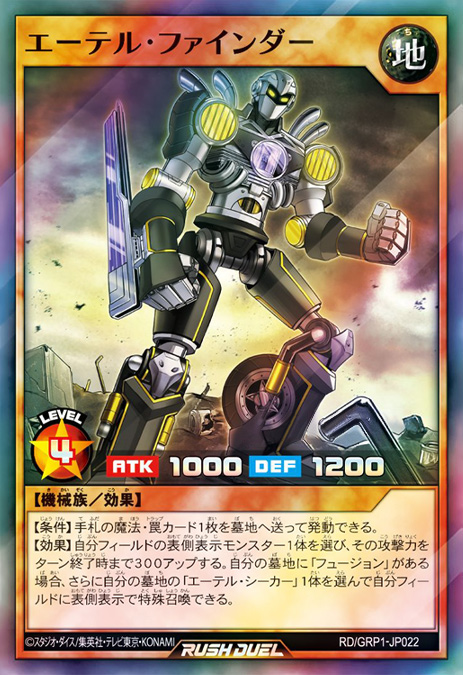 エーテル・ファインダー
地
LEVEL
4
ATK 1000 DEF 1200
【機械族/効果】
【条件】手札の魔法・罠カード1枚を墓地へ送って発動できる。
【効果】自分フィールドの表側表示モンスター1体を選び、その攻撃力を
ターン終了時まで300アップする。自分の墓地に「フュージョン」がある
場合、さらに自分の墓地の「エーテル・シーカー」1体を選んで自分フィー
ルドに表側表示で特殊召喚できる。
©スタジオ・ダイス/集英社・テレビ東京・KONAMI
RUSH DUEL
RD/GRP1-JP022